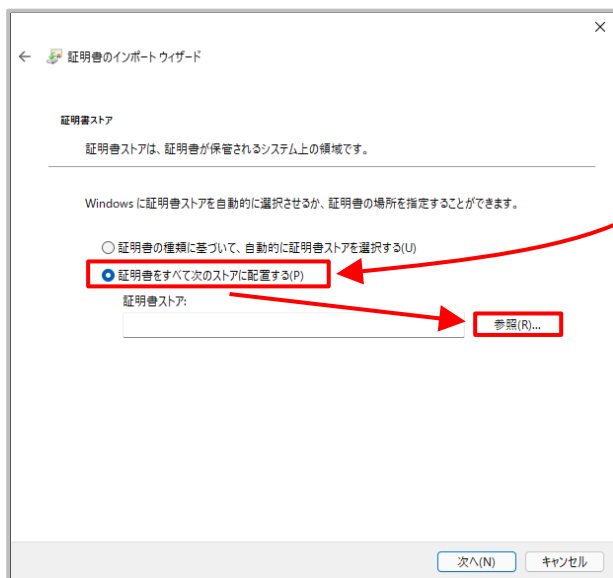 証明書のインポート ウィザード
証明書ストア
証明書ストアは、証明書が保管されるシステム上の領域です。
Windows に証明書ストアを自動的に選択させるか、証明書の場所を指定することができます。
証明書の種類に基づいて、自動的に証明書ストアを選択する(U)
証明書をすべて次のストアに配置する(P)
証明書ストア:
参照(R)...
次へ(N)
キャンセル